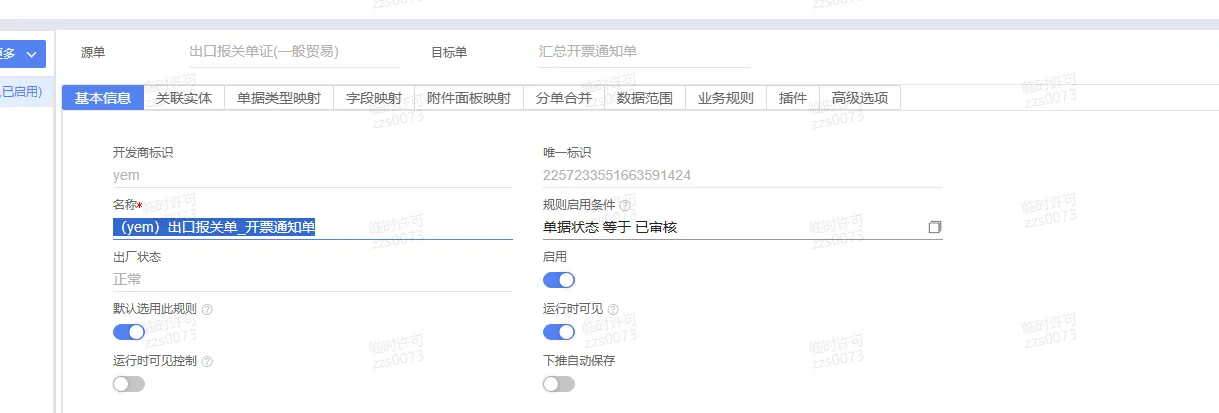 更多
源单 出口报关单证(一般贸易) 目标单 汇总开票通知单
已启用)
基本信息 关联实体 单据类型映射 字段映射 附件面板映射 分单合并 数据范围 业务规则 插件 高级选项
开发商标识 唯一标识
yem 2257233551663591424
名称* 规则启用条件
（yem）出口报关单_开票通知单 单据状态 等于 已审核
出厂状态 启用
正常
默认选用此规则 运行时可见
运行时可见控制 下推自动保存
临时许可
zzs0073